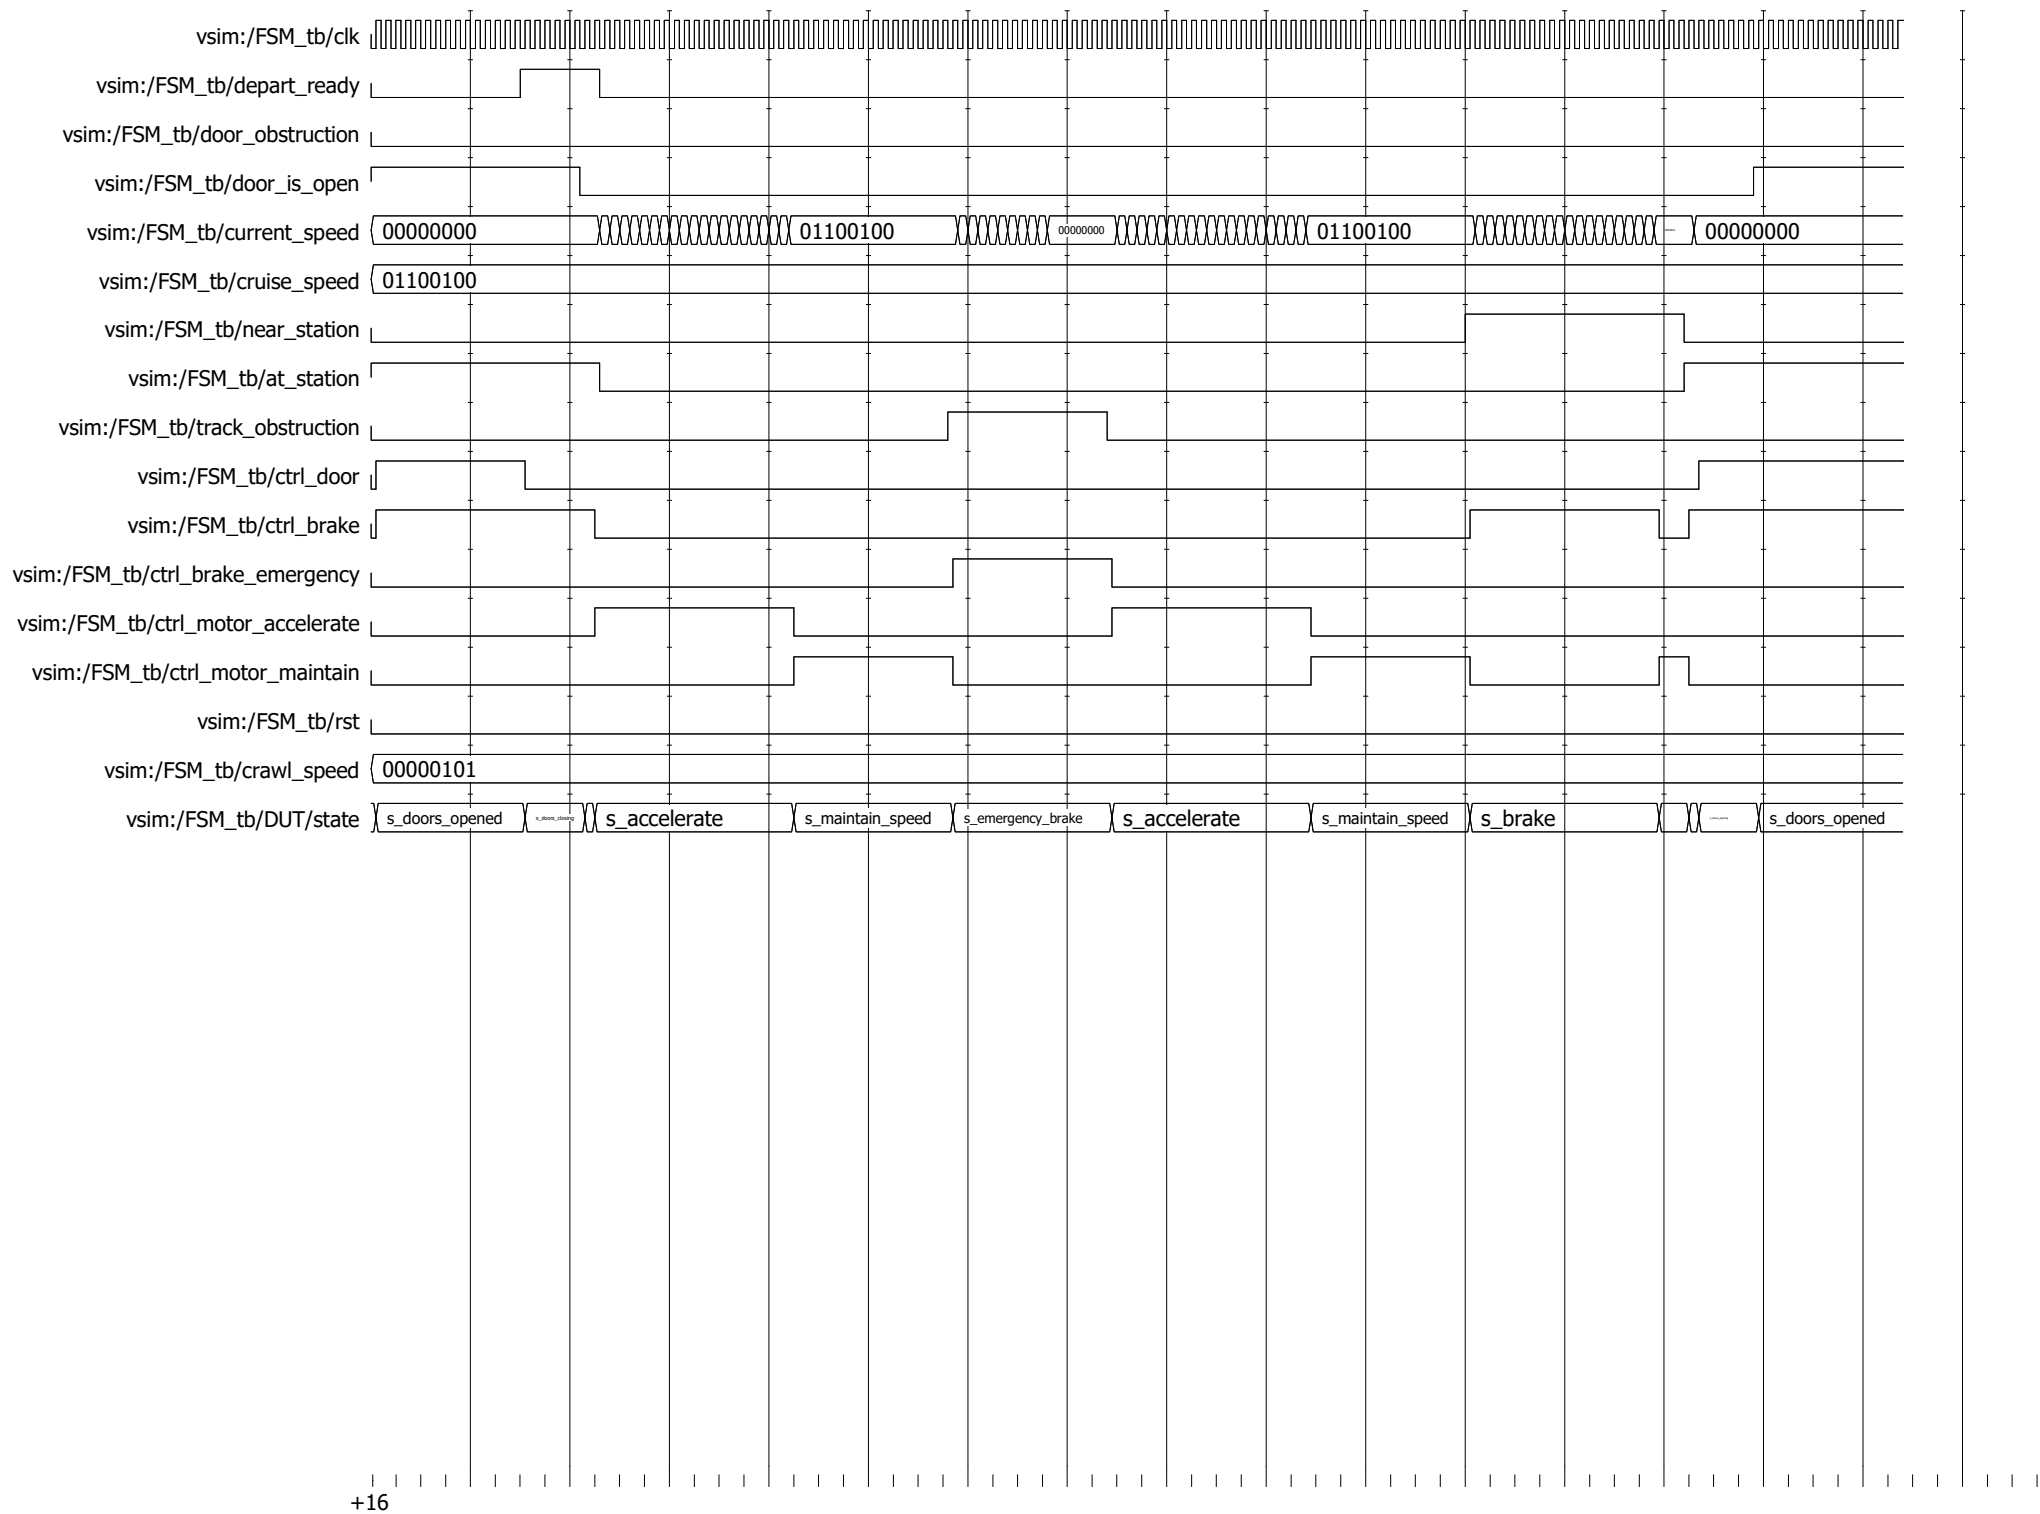 vsim:/FSM_tb/clk
vsim:/FSM_tb/depart_ready
vsim:/FSM_tb/door_obstruction
vsim:/FSM_tb/door_is_open
vsim:/FSM_tb/current_speed 00000000 01100100 00000000 01100100 00000000
vsim:/FSM_tb/cruise_speed 01100100
vsim:/FSM_tb/near_station
vsim:/FSM_tb/at_station
vsim:/FSM_tb/track_obstruction
vsim:/FSM_tb/ctrl_door
vsim:/FSM_tb/ctrl_brake
vsim:/FSM_tb/ctrl_brake_emergency
vsim:/FSM_tb/ctrl_motor_accelerate
vsim:/FSM_tb/ctrl_motor_maintain
vsim:/FSM_tb/rst
vsim:/FSM_tb/crawl_speed 00000101
vsim:/FSM_tb/DUT/state s_doors_opened s_doors_closing s_accelerate s_maintain_speed s_emergency_brake s_accelerate s_maintain_speed s_brake s_doors_opened
+16